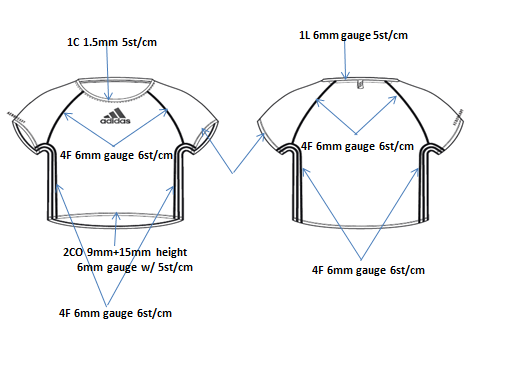 1L 6mm gauge 5st/cm
1C 1.5mm 5st/cm
adidas
4F 6mm gauge 6st/cm
4F 6mm gauge 6st/cm
2CO 9mm+15mm height
6mm gauge w/ 5st/cm
4F 6mm gauge 6st/cm
4F 6mm gauge 6st/cm